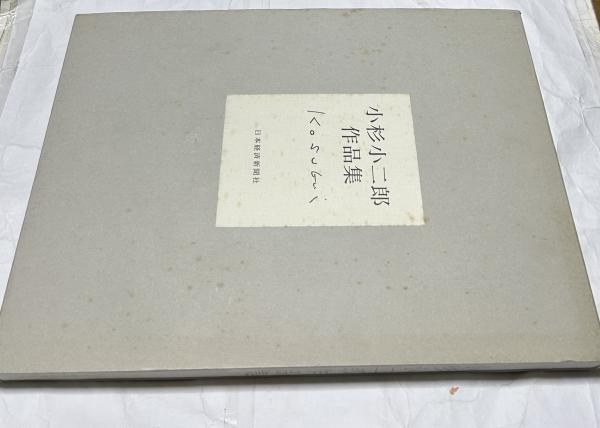 小杉小二郎
作品集
Kosugi
日本経済新聞社